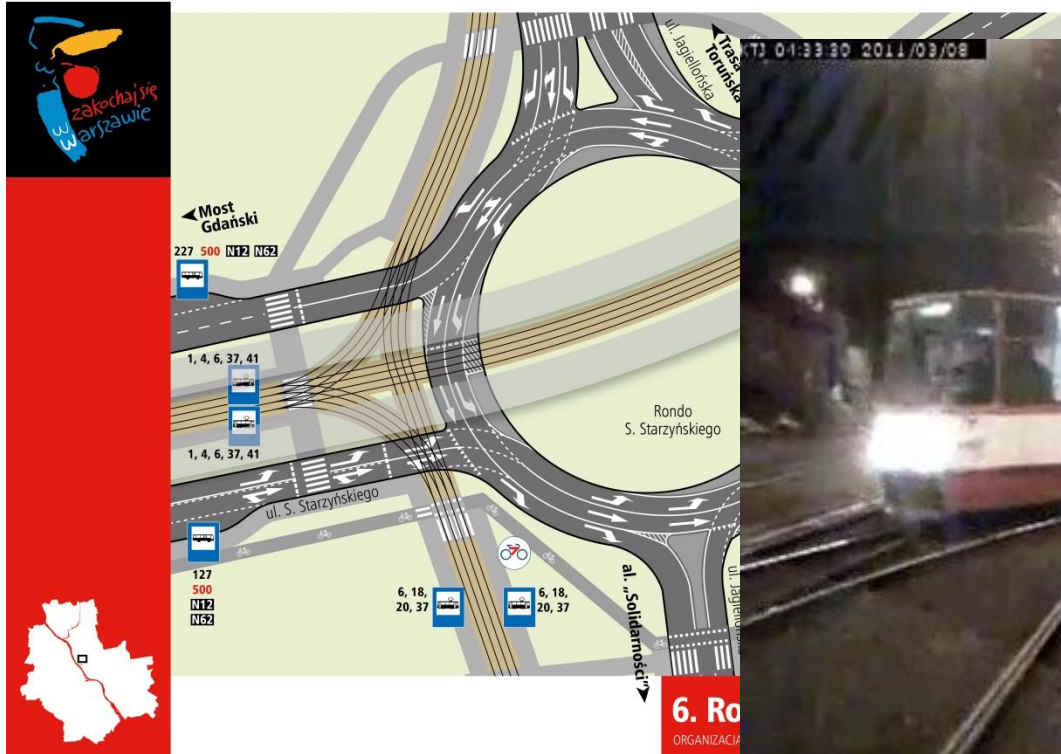 zakochaj się
w
Warszawie
ul. Jagiellońska
Trasa
Toruńska
KTJ 04:33:30 2011/03/08
Most
Gdański
227 500 N12 N62
1, 4, 6, 37, 41
1, 4, 6, 37, 41
Rondo
S. Starzyńskiego
ul. S. Starzyńskiego
127
500
N12
N62
6, 18,
20, 37
6, 18,
20, 37
al. „Solidarności”
ul. Jagiellońska
6. Ro
ORGANIZACJA